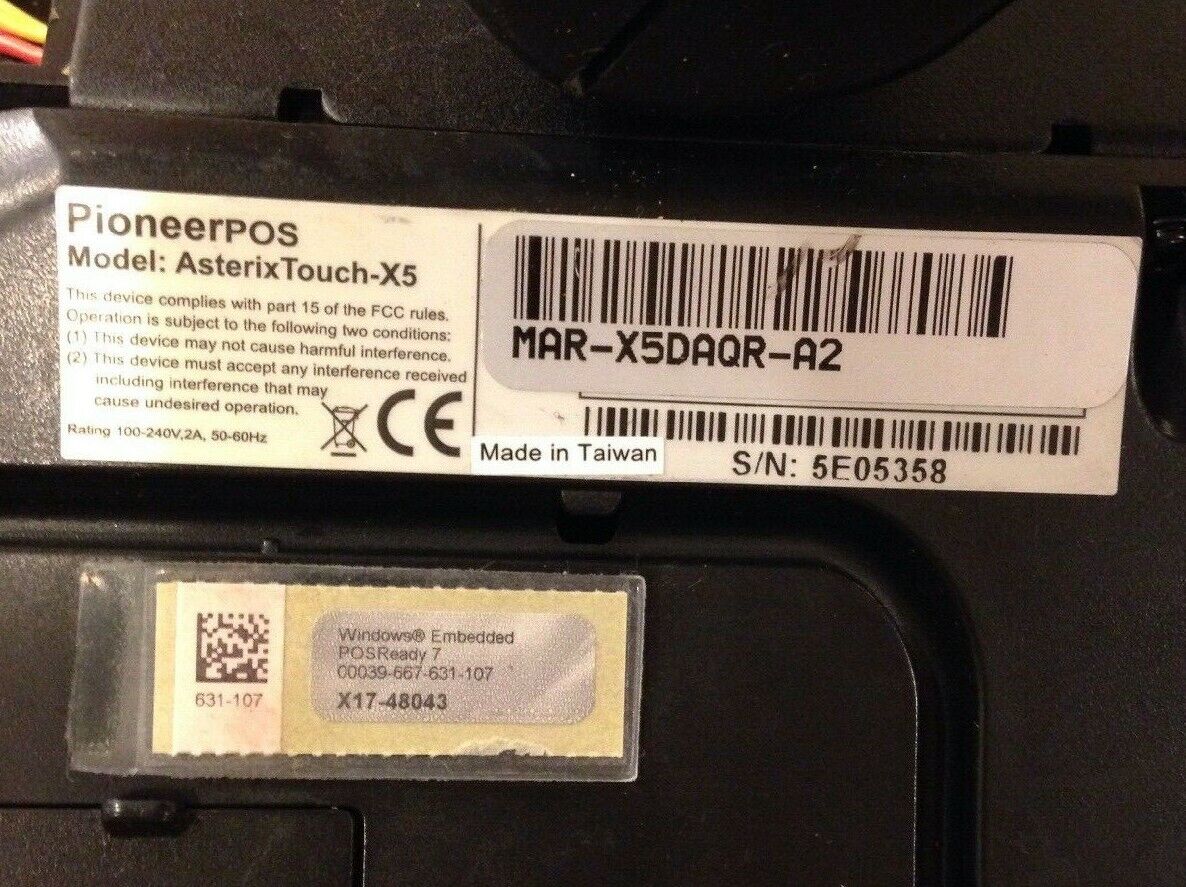 PioneerPOS
Model: AsterixTouch-X5
This device complies with part 15 of the FCC rules.
Operation is subject to the following two conditions:
(1) This device may not cause harmful interference.
(2) This device must accept any interference received
including interference that may
cause undesired operation.
Rating 100-240V,2A, 50-60Hz
CE
MAR-X5DAQR-A2
Made in Taiwan
S/N: 5E05358
631-107
Windows® Embedded
POSReady 7
00039-667-631-107
X17-48043